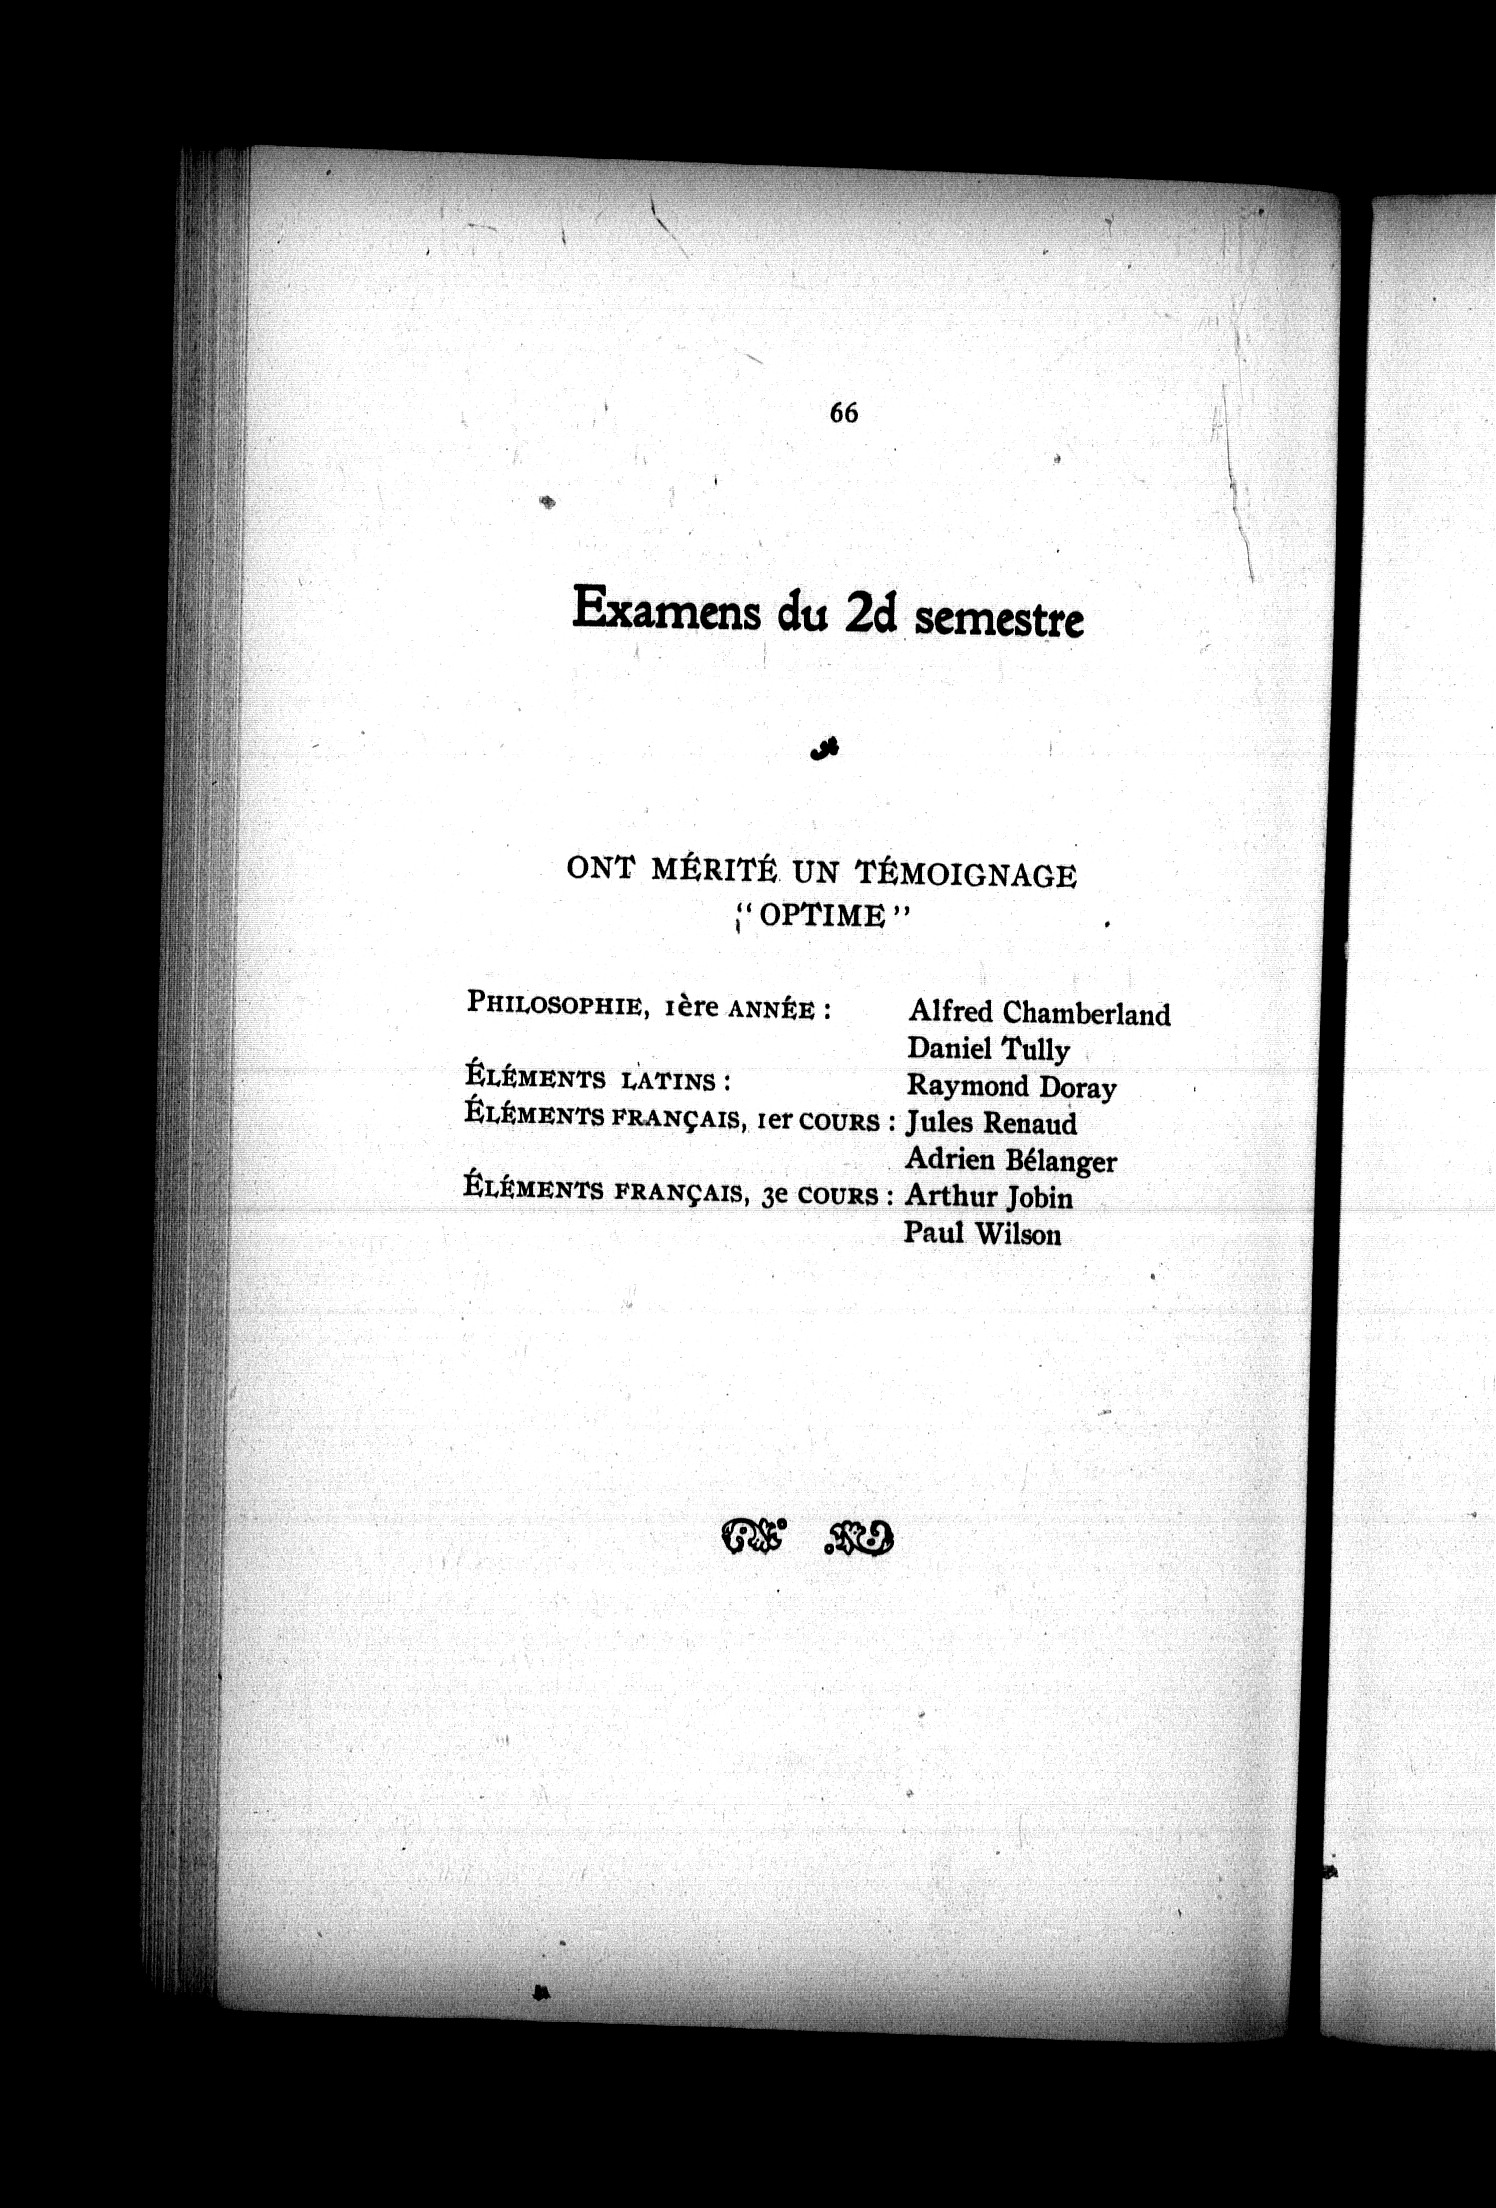 66
Examens du 2d semestre
ONT MÉRITÉ UN TÉMOIGNAGE
“ OPTIME ”
PHILOSOPHIE, 1ère ANNÉE : Alfred Chamberland
Daniel Tully
ÉLÉMENTS LATINS : Raymond Doray
ÉLÉMENTS FRANÇAIS, 1er COURS : Jules Renaud
Adrien Bélanger
ÉLÉMENTS FRANÇAIS, 3e COURS : Arthur Jobin
Paul Wilson